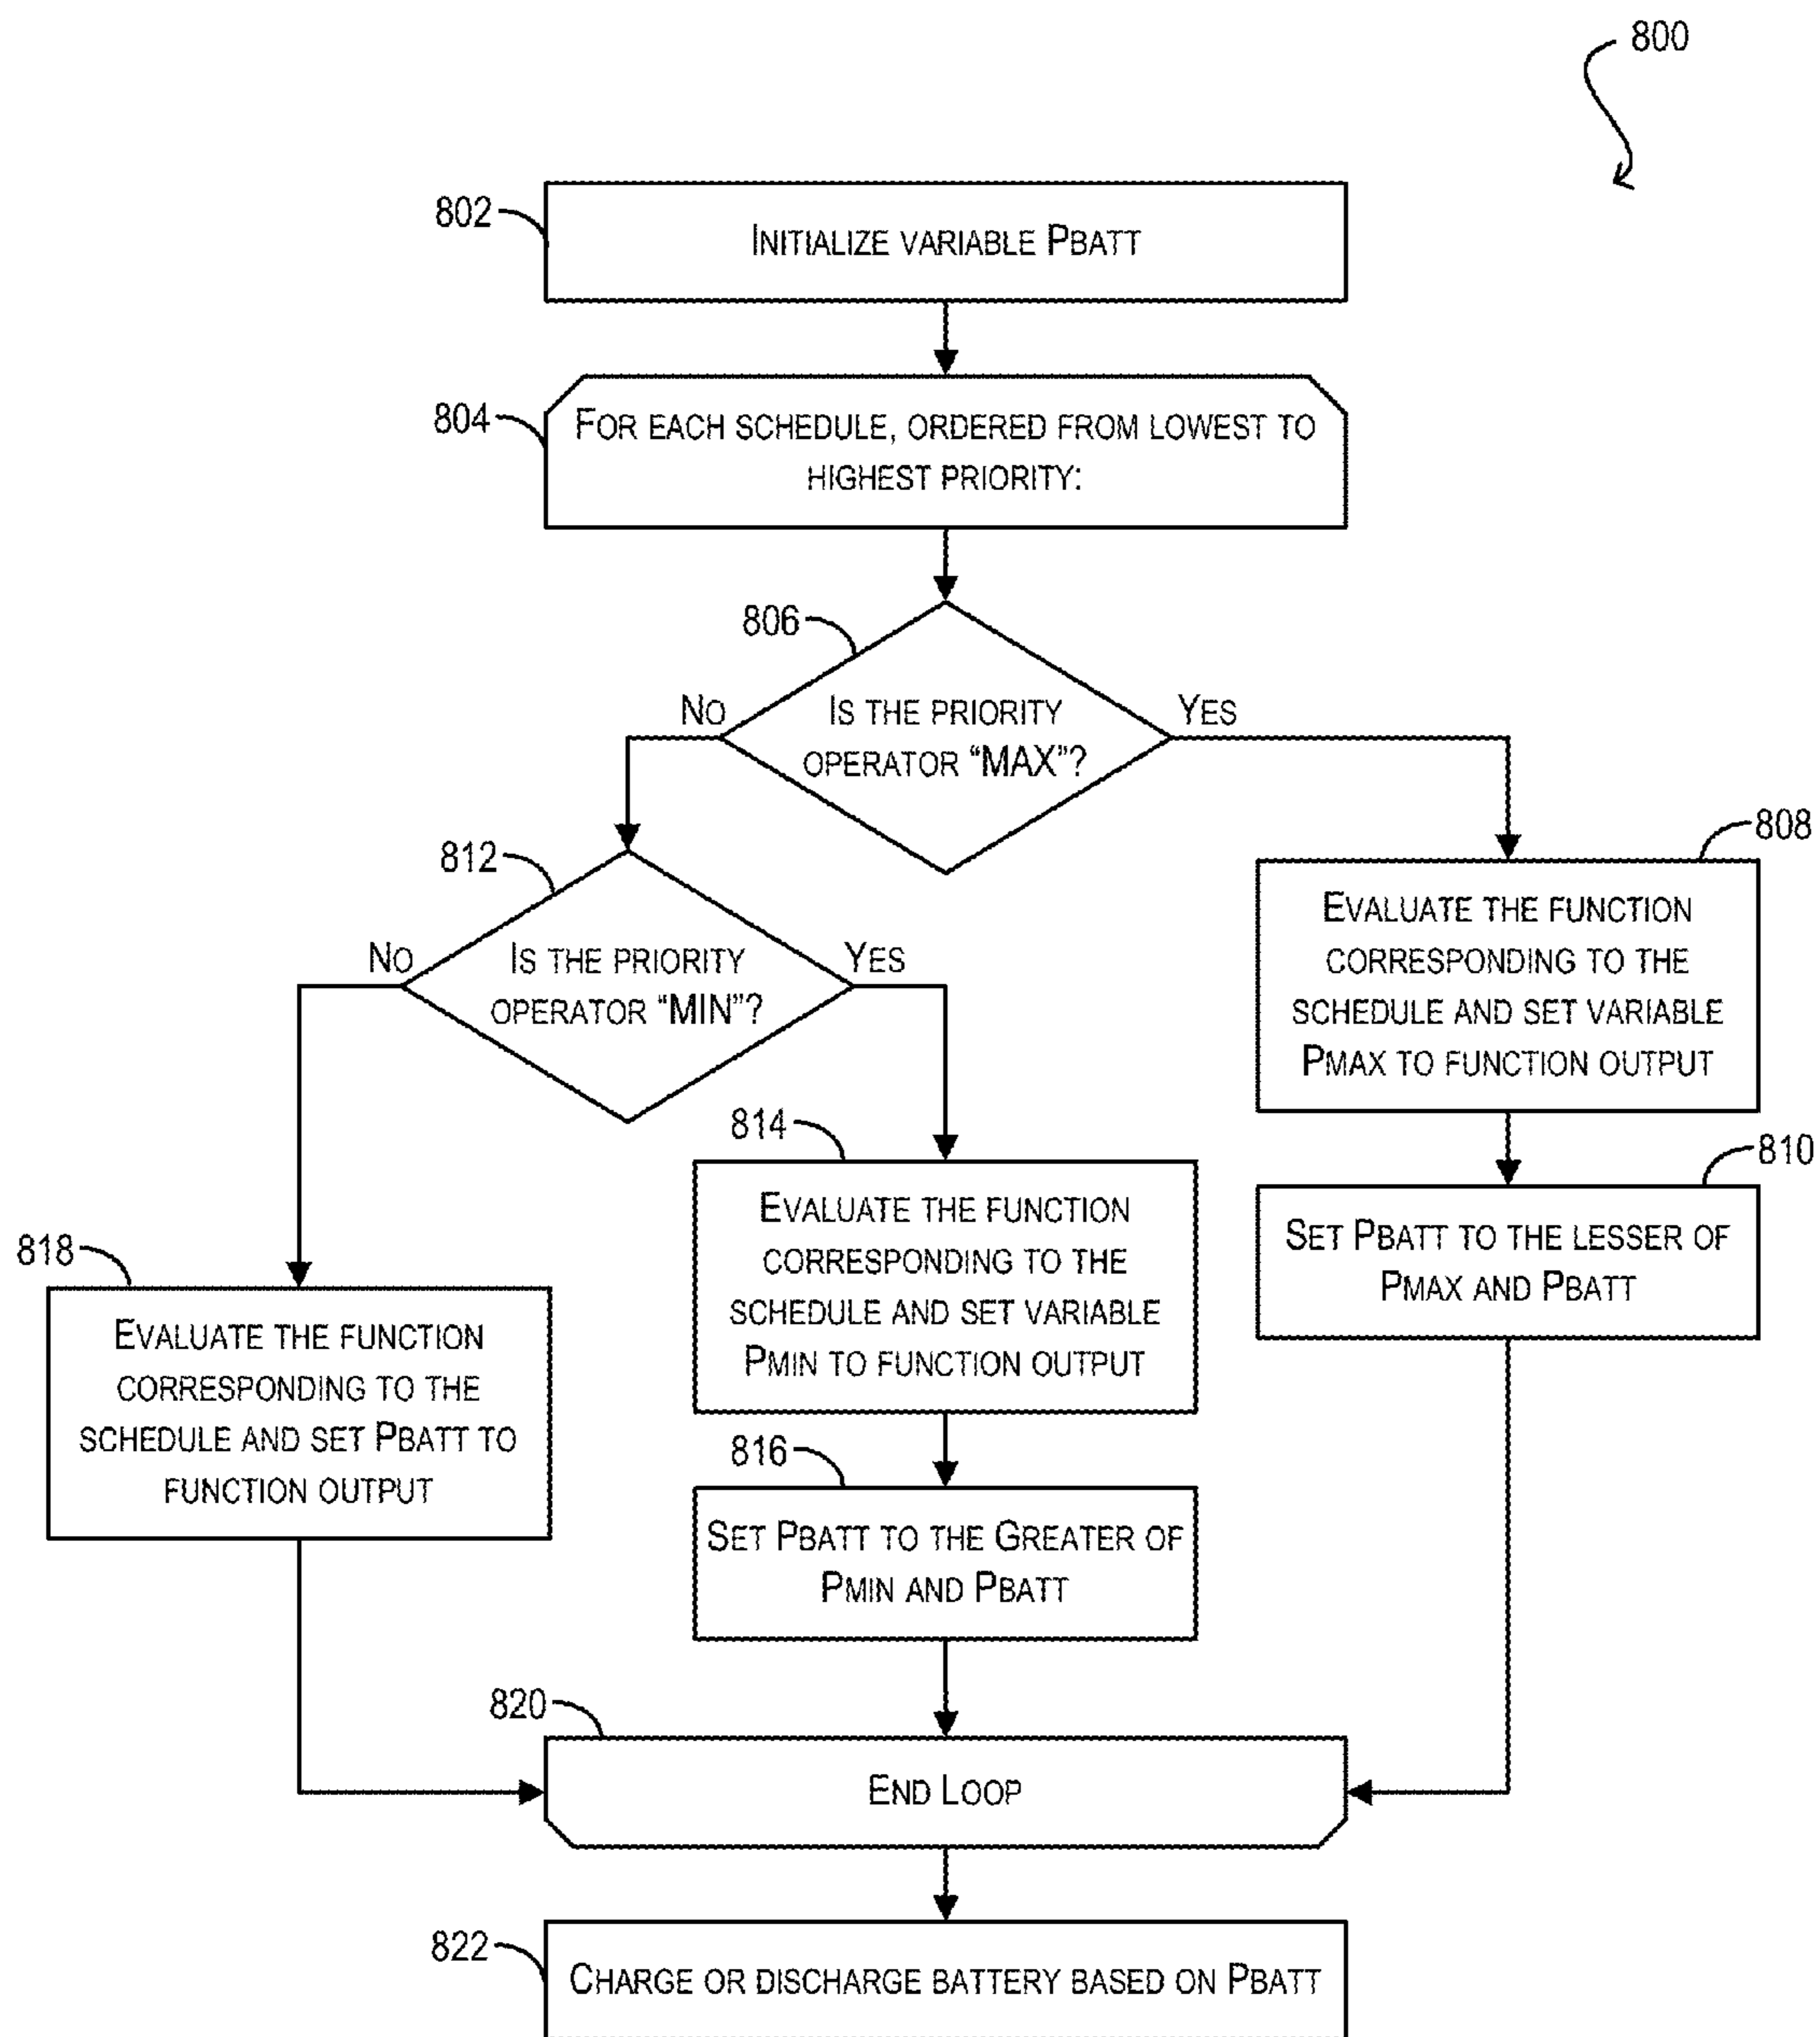 800
802
INITIALIZE VARIABLE PBATT
804
FOR EACH SCHEDULE, ORDERED FROM LOWEST TO
HIGHEST PRIORITY:
806
NO
IS THE PRIORITY
OPERATOR “MAX”?
YES
808
EVALUATE THE FUNCTION
CORRESPONDING TO THE
SCHEDULE AND SET VARIABLE
PMAX TO FUNCTION OUTPUT
810
SET PBATT TO THE LESSER OF
PMAX AND PBATT
812
NO
IS THE PRIORITY
OPERATOR “MIN”?
YES
814
EVALUATE THE FUNCTION
CORRESPONDING TO THE
SCHEDULE AND SET VARIABLE
PMIN TO FUNCTION OUTPUT
816
SET PBATT TO THE GREATER OF
PMIN AND PBATT
818
EVALUATE THE FUNCTION
CORRESPONDING TO THE
SCHEDULE AND SET PBATT TO
FUNCTION OUTPUT
820
END LOOP
822
CHARGE OR DISCHARGE BATTERY BASED ON PBATT